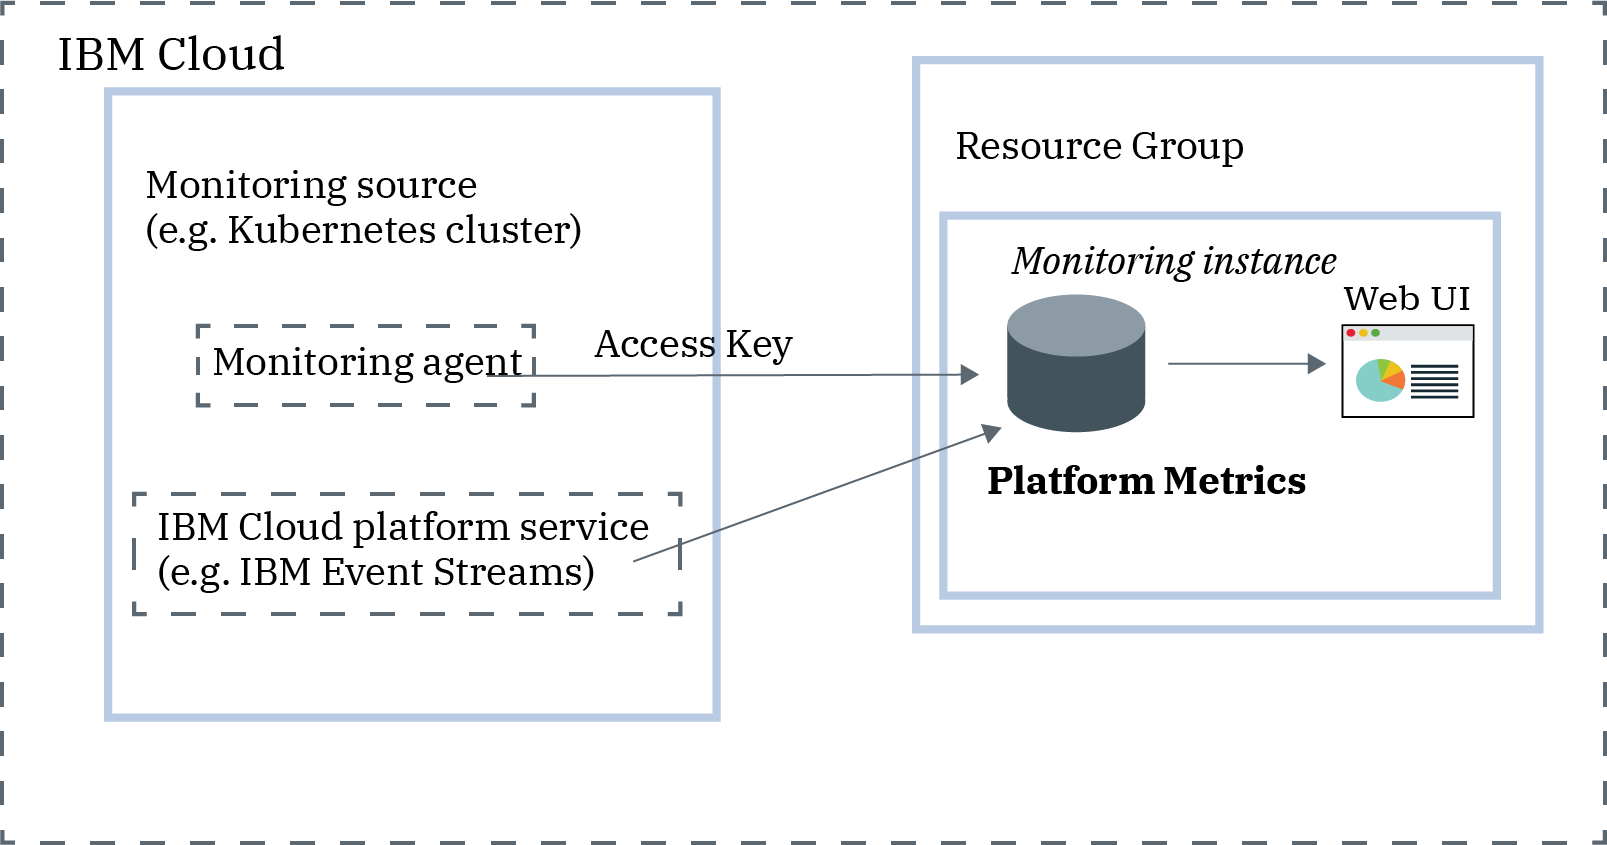 IBM Cloud
Monitoring source
(e.g. Kubernetes cluster)
Monitoring agent
Access Key
IBM Cloud platform service
(e.g. IBM Event Streams)
Resource Group
Monitoring instance
Web UI
Platform Metrics